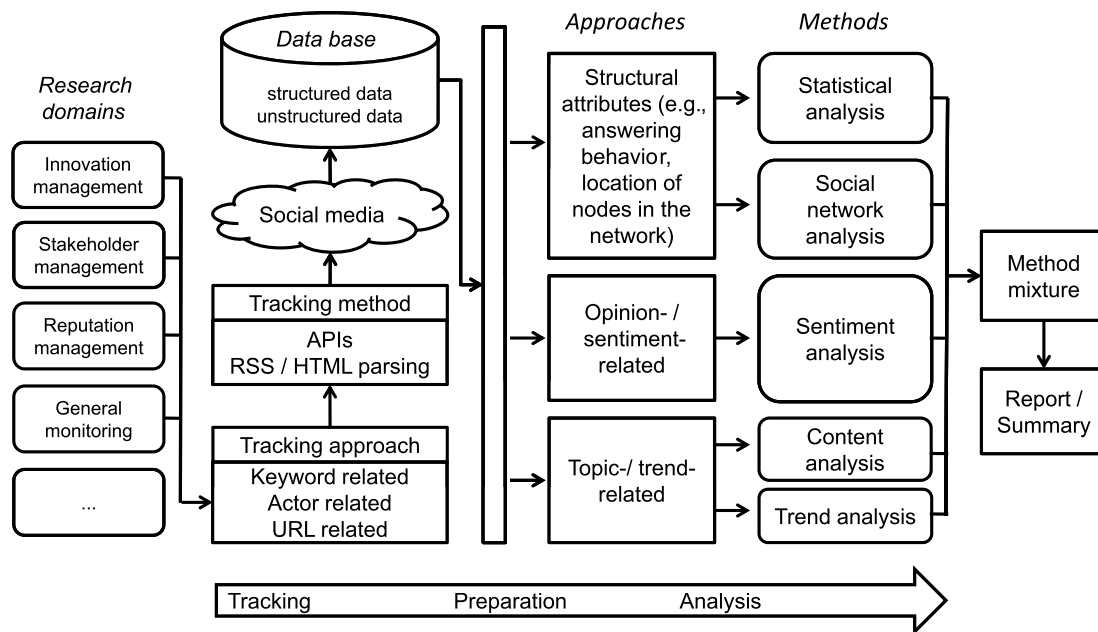 Research
domains
Innovation
management
Stakeholder
management
Reputation
management
General
monitoring
...
Data base
structured data
unstructured data
Social media
Tracking method
APIs
RSS / HTML parsing
Tracking approach
Keyword related
Actor related
URL related
Approaches
Structural
attributes (e.g.,
answering
behavior,
location of
nodes in the
network)
Opinion- /
sentiment-
related
Topic-/ trend-
related
Methods
Statistical
analysis
Social
network
analysis
Sentiment
analysis
Content
analysis
Trend analysis
Method
mixture
Report /
Summary
Tracking Preparation Analysis